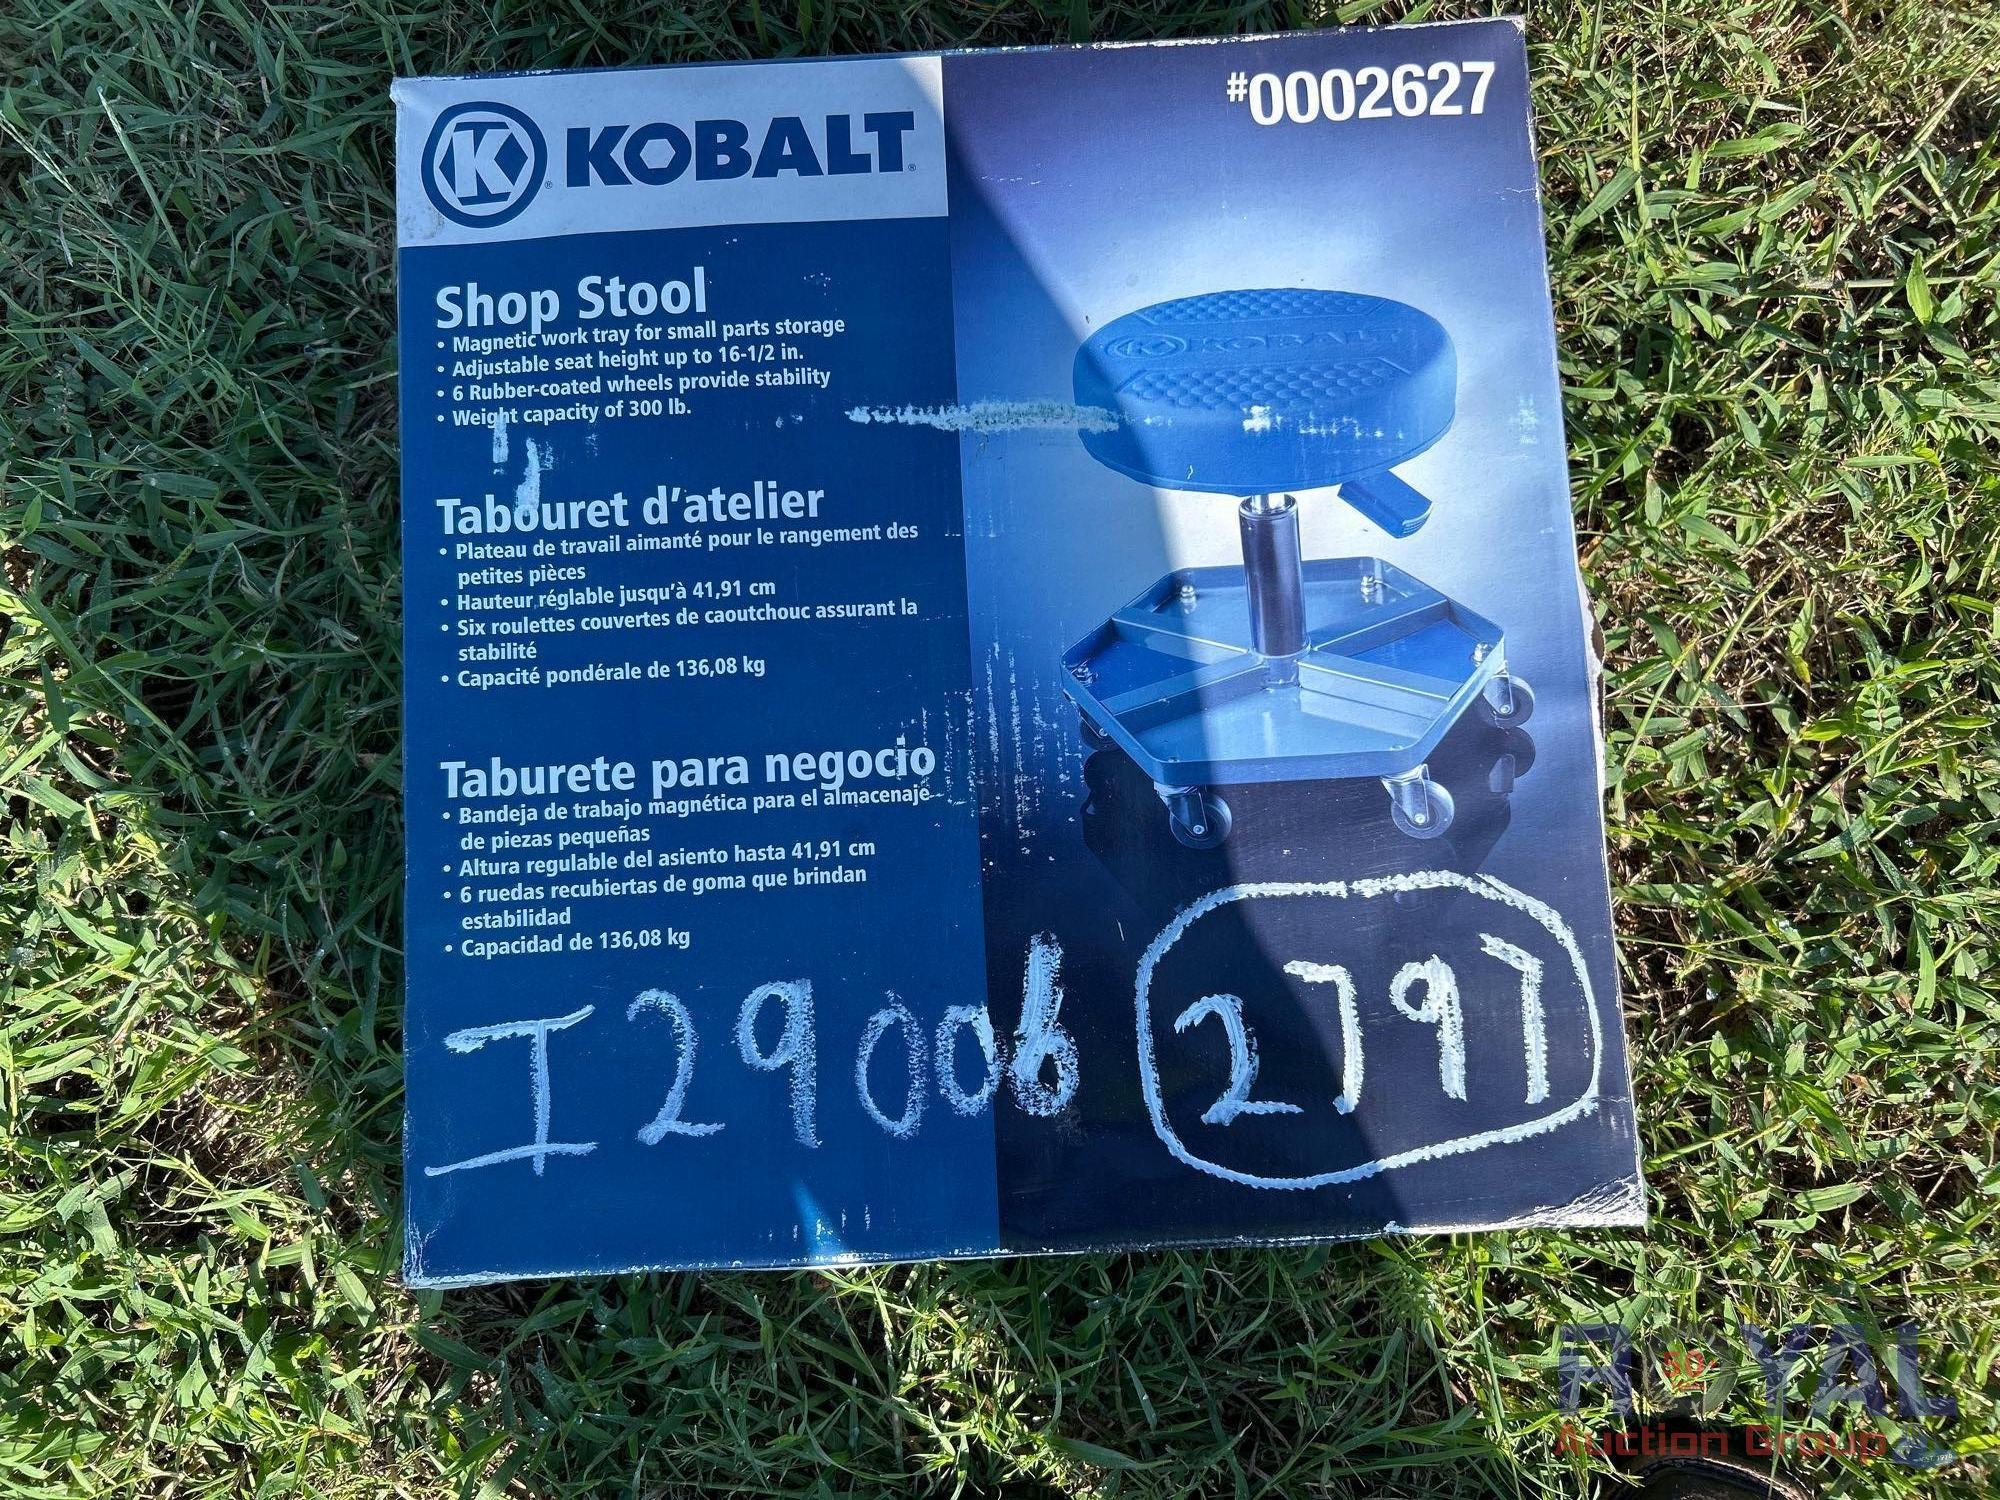 K® KOBALT®
#0002627
Shop Stool
• Magnetic work tray for small parts storage
• Adjustable seat height up to 16-1/2 in.
• 6 Rubber-coated wheels provide stability
• Weight capacity of 300 lb.
Tabouret d'atelier
• Plateau de travail aimanté pour le rangement des
petites pièces
• Hauteur réglable jusqu'à 41,91 cm
• Six roulettes couvertes de caoutchouc assurant la
stabilité
• Capacité pondérale de 136,08 kg
Taburete para negocio
• Bandeja de trabajo magnética para el almacenaje
de piezas pequeñas
• Altura regulable del asiento hasta 41,91 cm
• 6 ruedas recubiertas de goma que brindan
estabilidad
• Capacidad de 136,08 kg
K KOBALT
I29006 2797
ROYAL
Auction Group